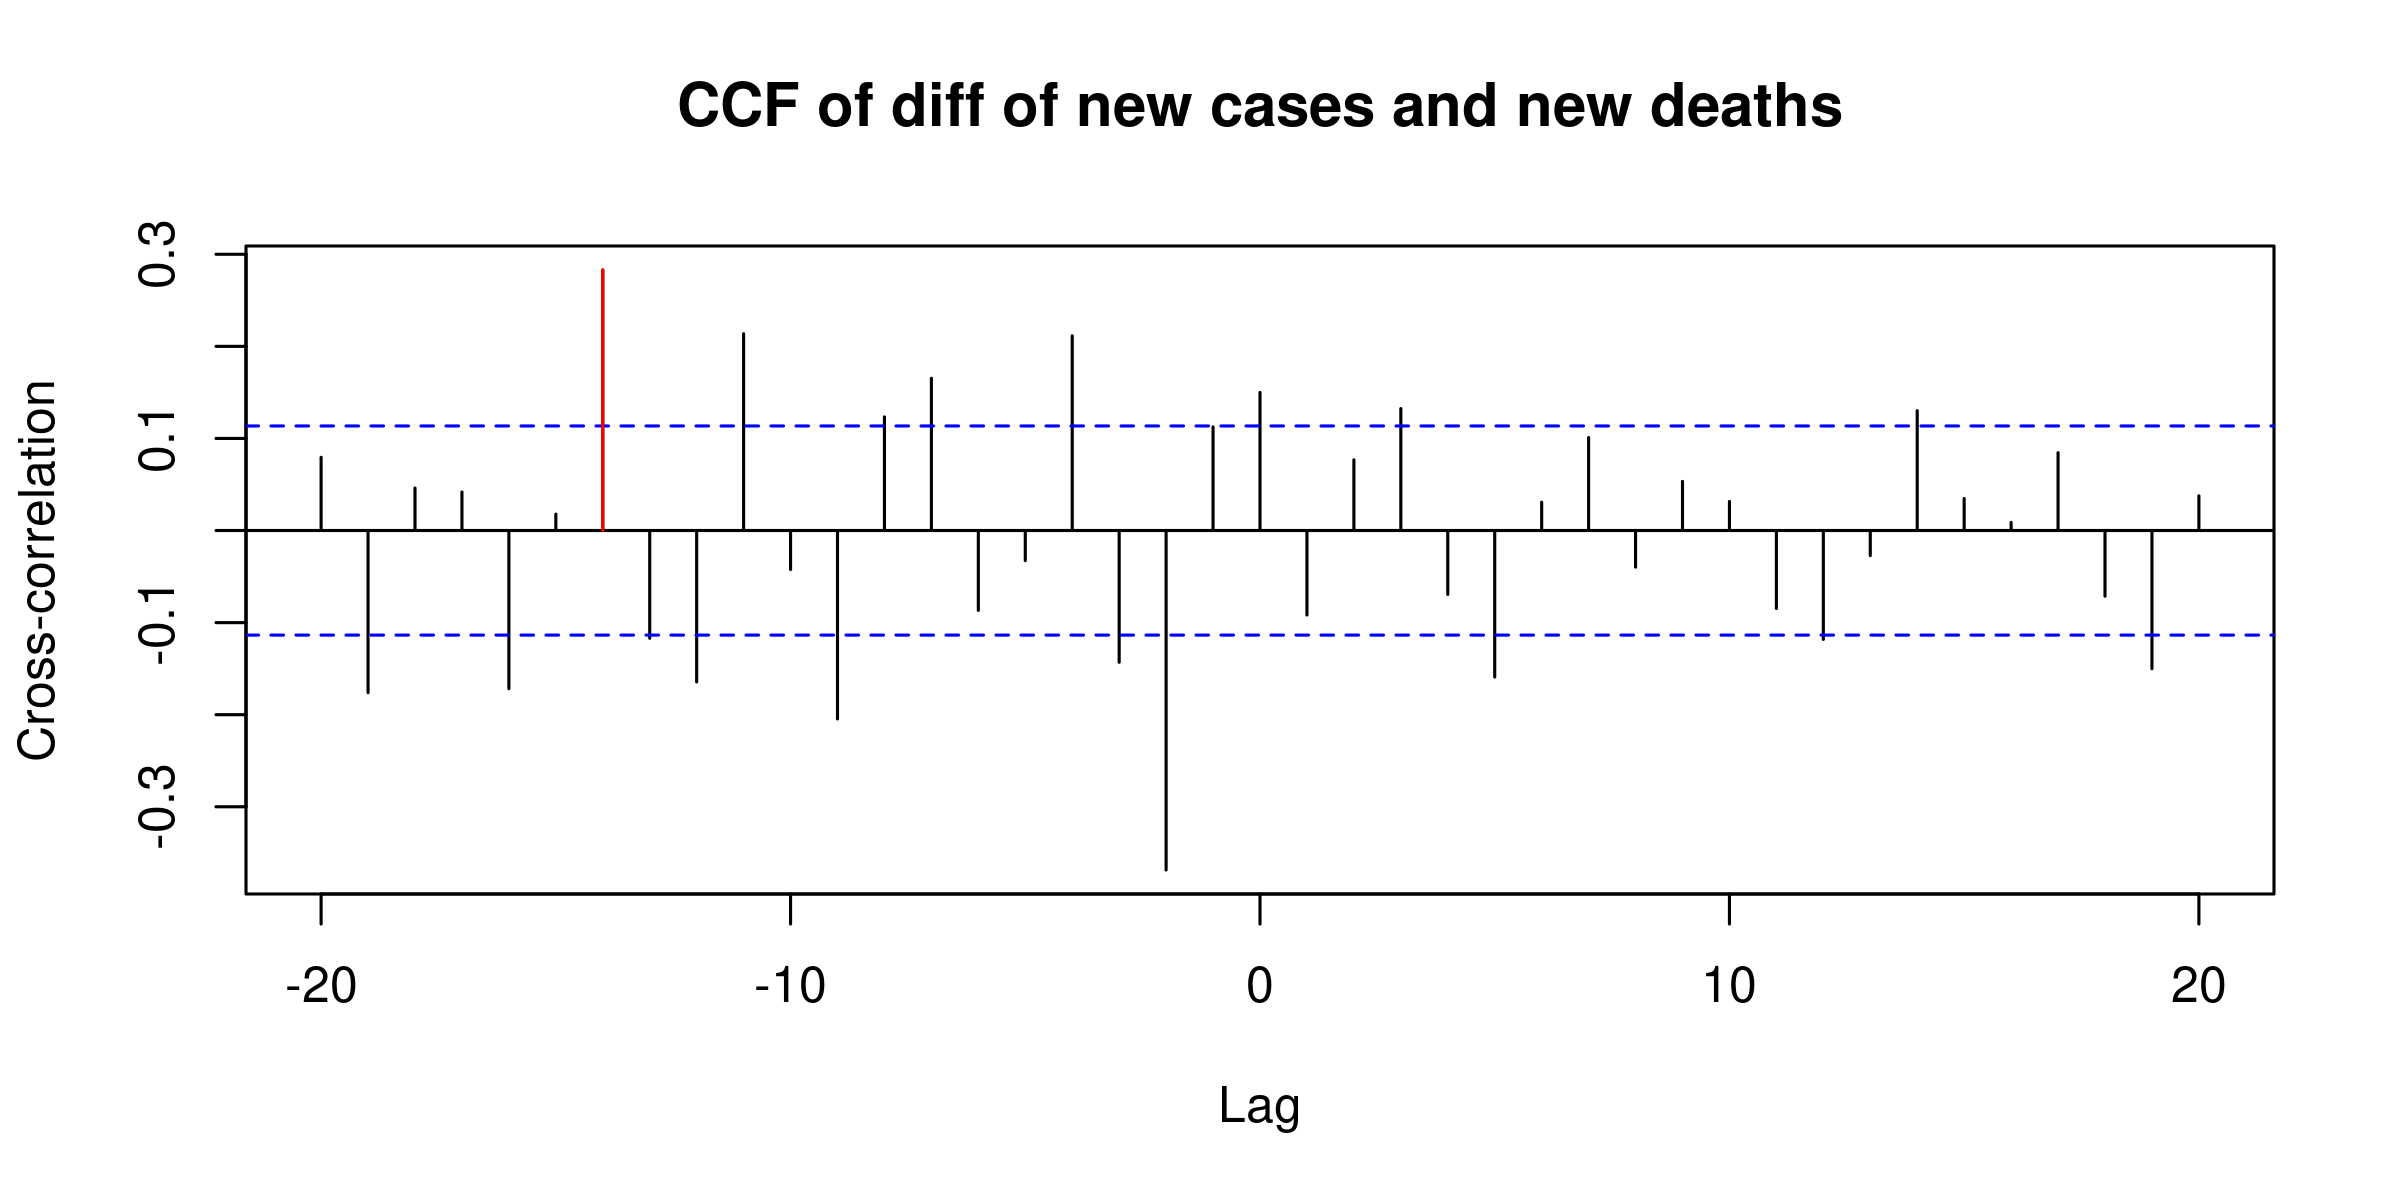 CCF of diff of new cases and new deaths
Cross-correlation
0.3
0.1
-0.1
-0.3
-20 -10 0 10 20
Lag